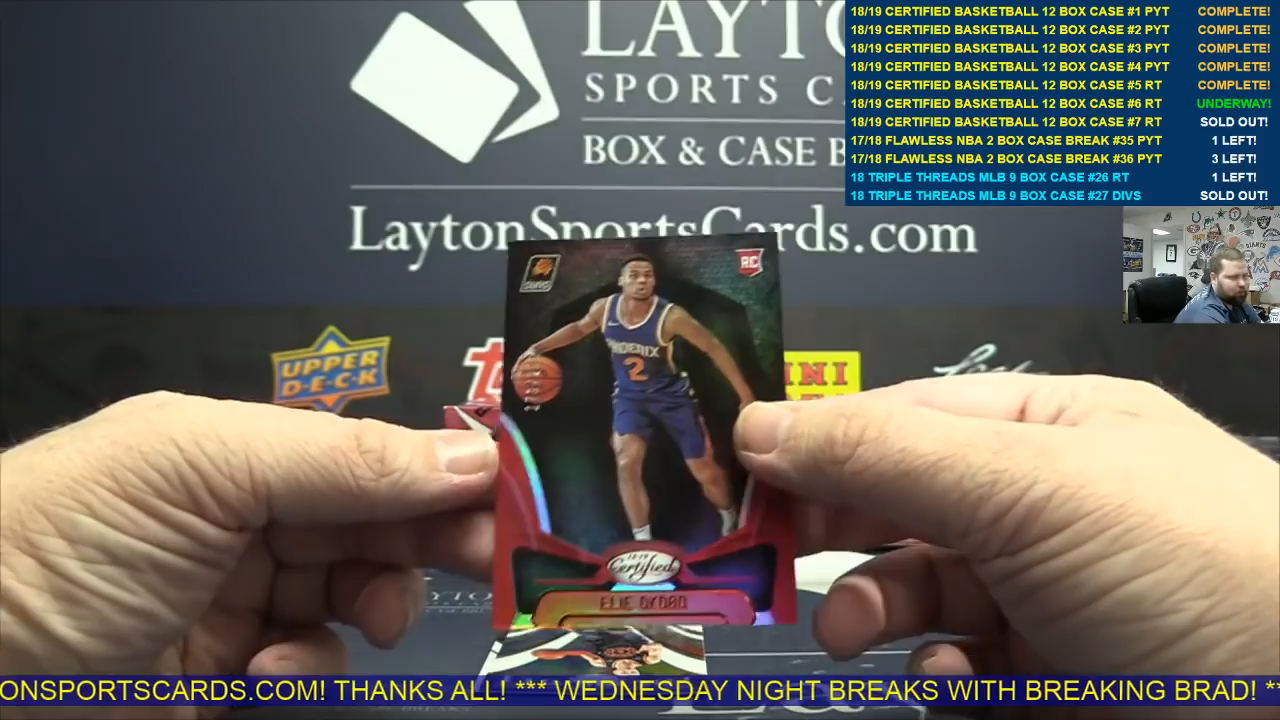 LAYTO
SPORTS C
BOX & CASE B
LaytonSportsCards.com
18/19 CERTIFIED BASKETBALL 12 BOX CASE #1 PYT COMPLETE!
18/19 CERTIFIED BASKETBALL 12 BOX CASE #2 PYT COMPLETE!
18/19 CERTIFIED BASKETBALL 12 BOX CASE #3 PYT COMPLETE!
18/19 CERTIFIED BASKETBALL 12 BOX CASE #4 PYT COMPLETE!
18/19 CERTIFIED BASKETBALL 12 BOX CASE #5 RT COMPLETE!
18/19 CERTIFIED BASKETBALL 12 BOX CASE #6 RT UNDERWAY!
18/19 CERTIFIED BASKETBALL 12 BOX CASE #7 RT SOLD OUT!
17/18 FLAWLESS NBA 2 BOX CASE BREAK #35 PYT 1 LEFT!
17/18 FLAWLESS NBA 2 BOX CASE BREAK #36 PYT 3 LEFT!
18 TRIPLE THREADS MLB 9 BOX CASE #26 RT 1 LEFT!
18 TRIPLE THREADS MLB 9 BOX CASE #27 DIVS SOLD OUT!
UPPER
D·E·C·K
INI
RC
PHOENIX
2
18-19
Certified
ELIE OKOBO
ONSPORTSCARDS.COM! THANKS ALL! *** WEDNESDAY NIGHT BREAKS WITH BREAKING BRAD! **